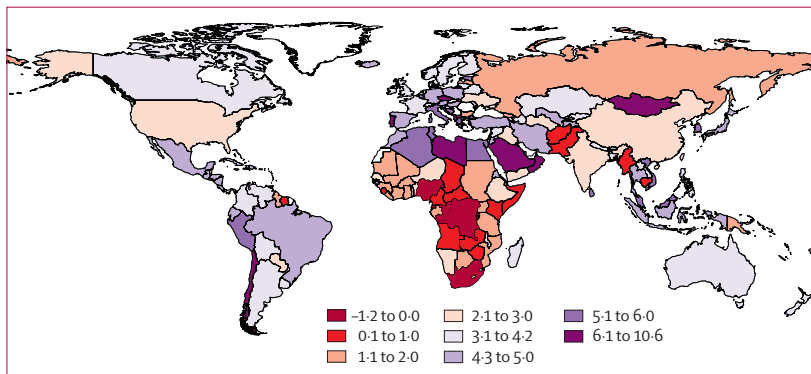 –1·2 to 0·0
0·1 to 1·0
1·1 to 2·0
2·1 to 3·0
3·1 to 4·2
4·3 to 5·0
5·1 to 6·0
6·1 to 10·6